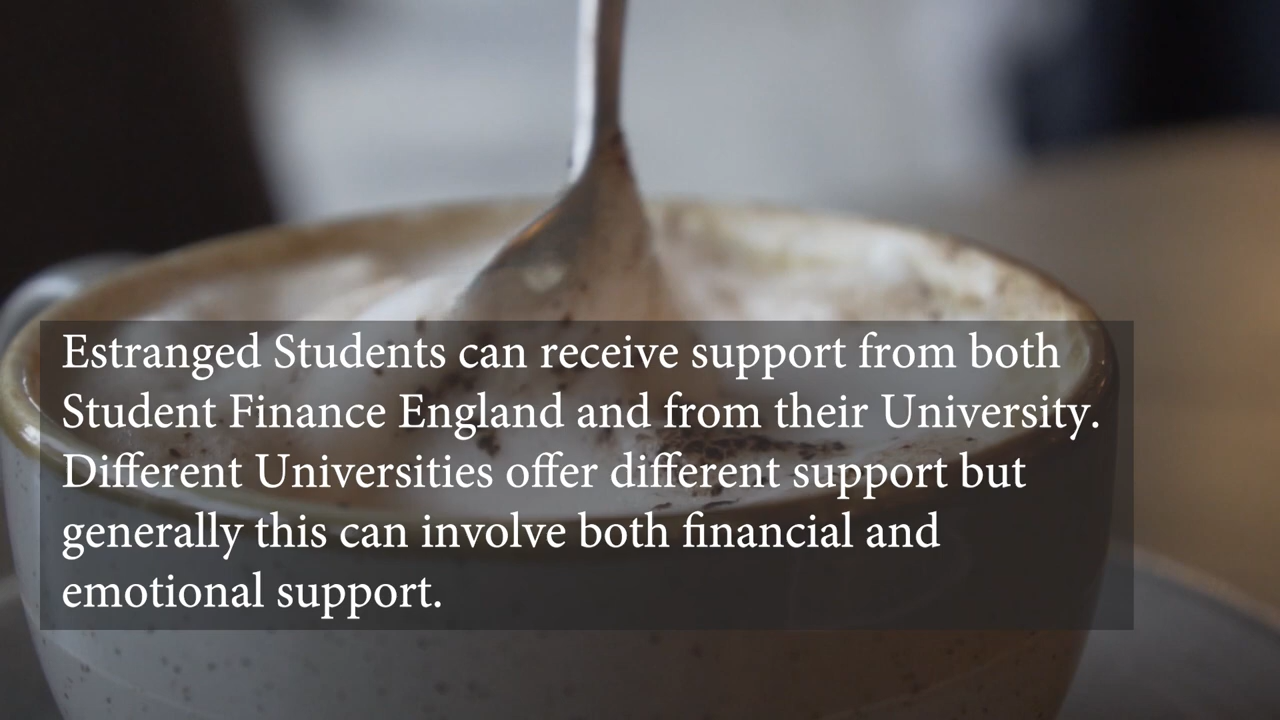 Estranged Students can receive support from both
Student Finance England and from their University.
Different Universities offer different support but
generally this can involve both financial and
emotional support.